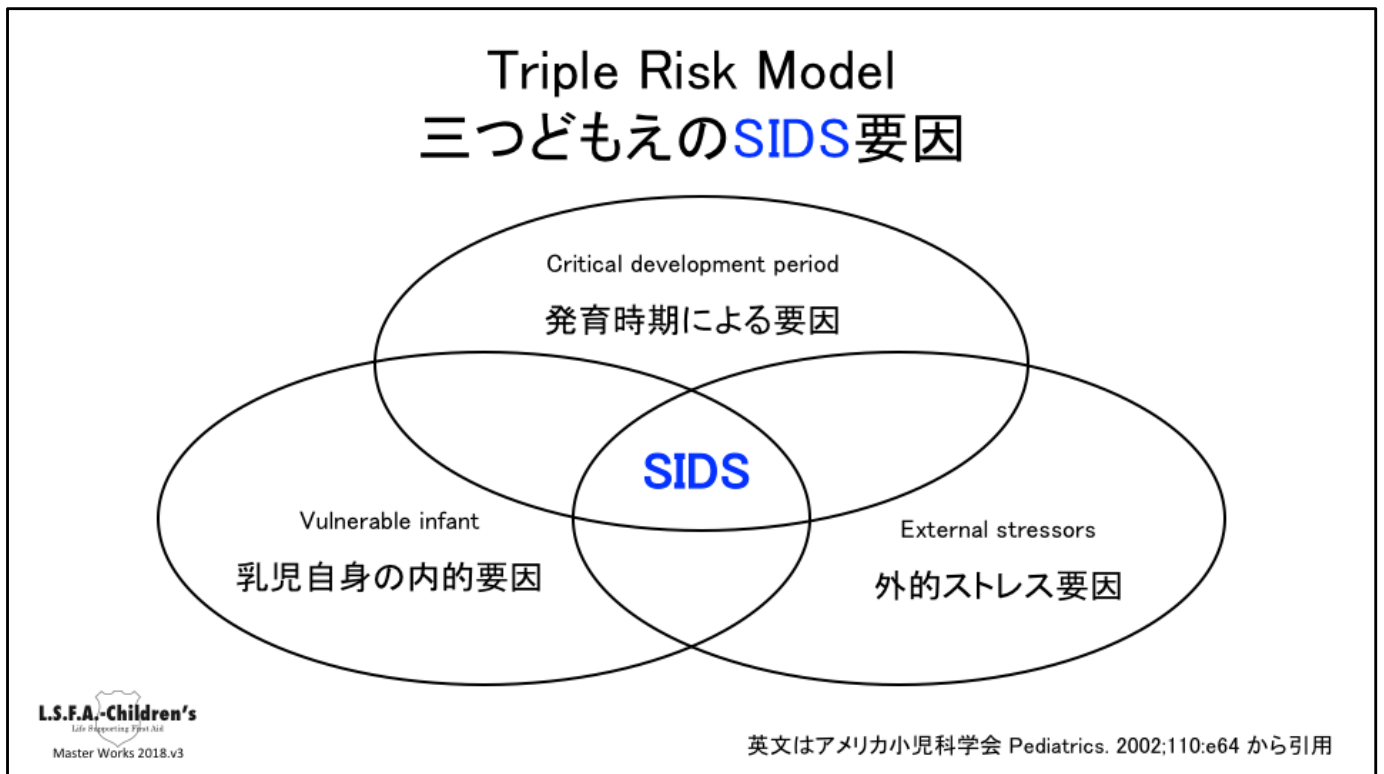 Triple Risk Model
三つどもえのSIDS要因
Critical development period
発育時期による要因
SIDS
Vulnerable infant
乳児自身の内的要因
External stressors
外的ストレス要因
L.S.F.A.-Children's
Life Supporting First Aid
Master Works 2018.v3
英文はアメリカ小児科学会 Pediatrics. 2002;110:e64 から引用